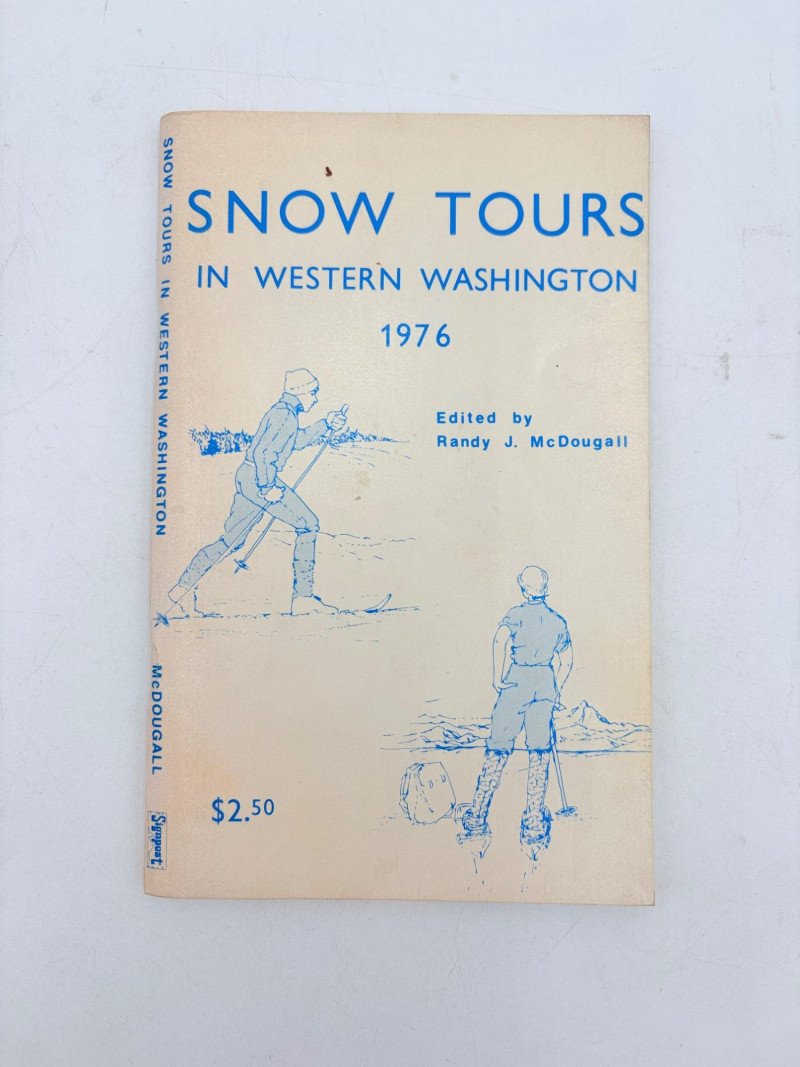 SNOW TOURS
IN WESTERN WASHINGTON
1976
Edited by
Randy J. McDougall
$2.50
SNOW TOURS IN WESTERN WASHINGTON
McDOUGALL
Signpost